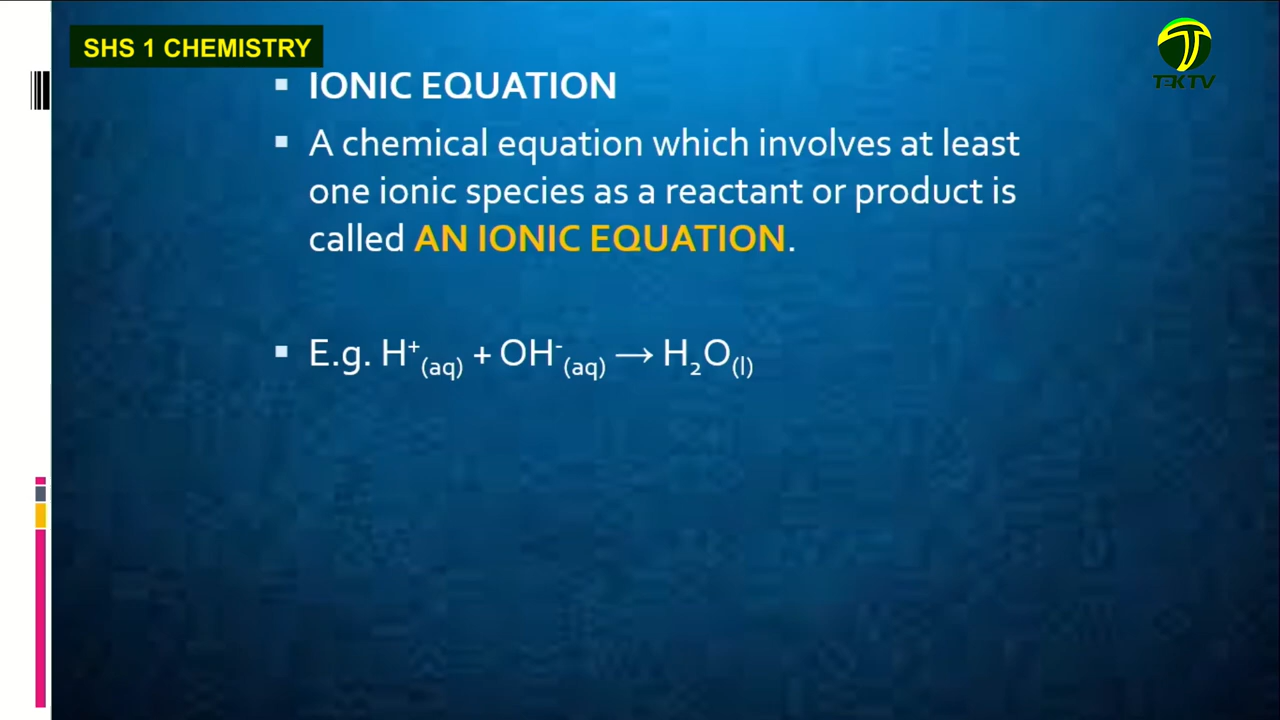 SHS 1 CHEMISTRY
TEKTV
▪ IONIC EQUATION
▪ A chemical equation which involves at least
one ionic species as a reactant or product is
called AN IONIC EQUATION.
▪ E.g. H⁺₍aq₎ + OH⁻₍aq₎ → H₂O₍l₎